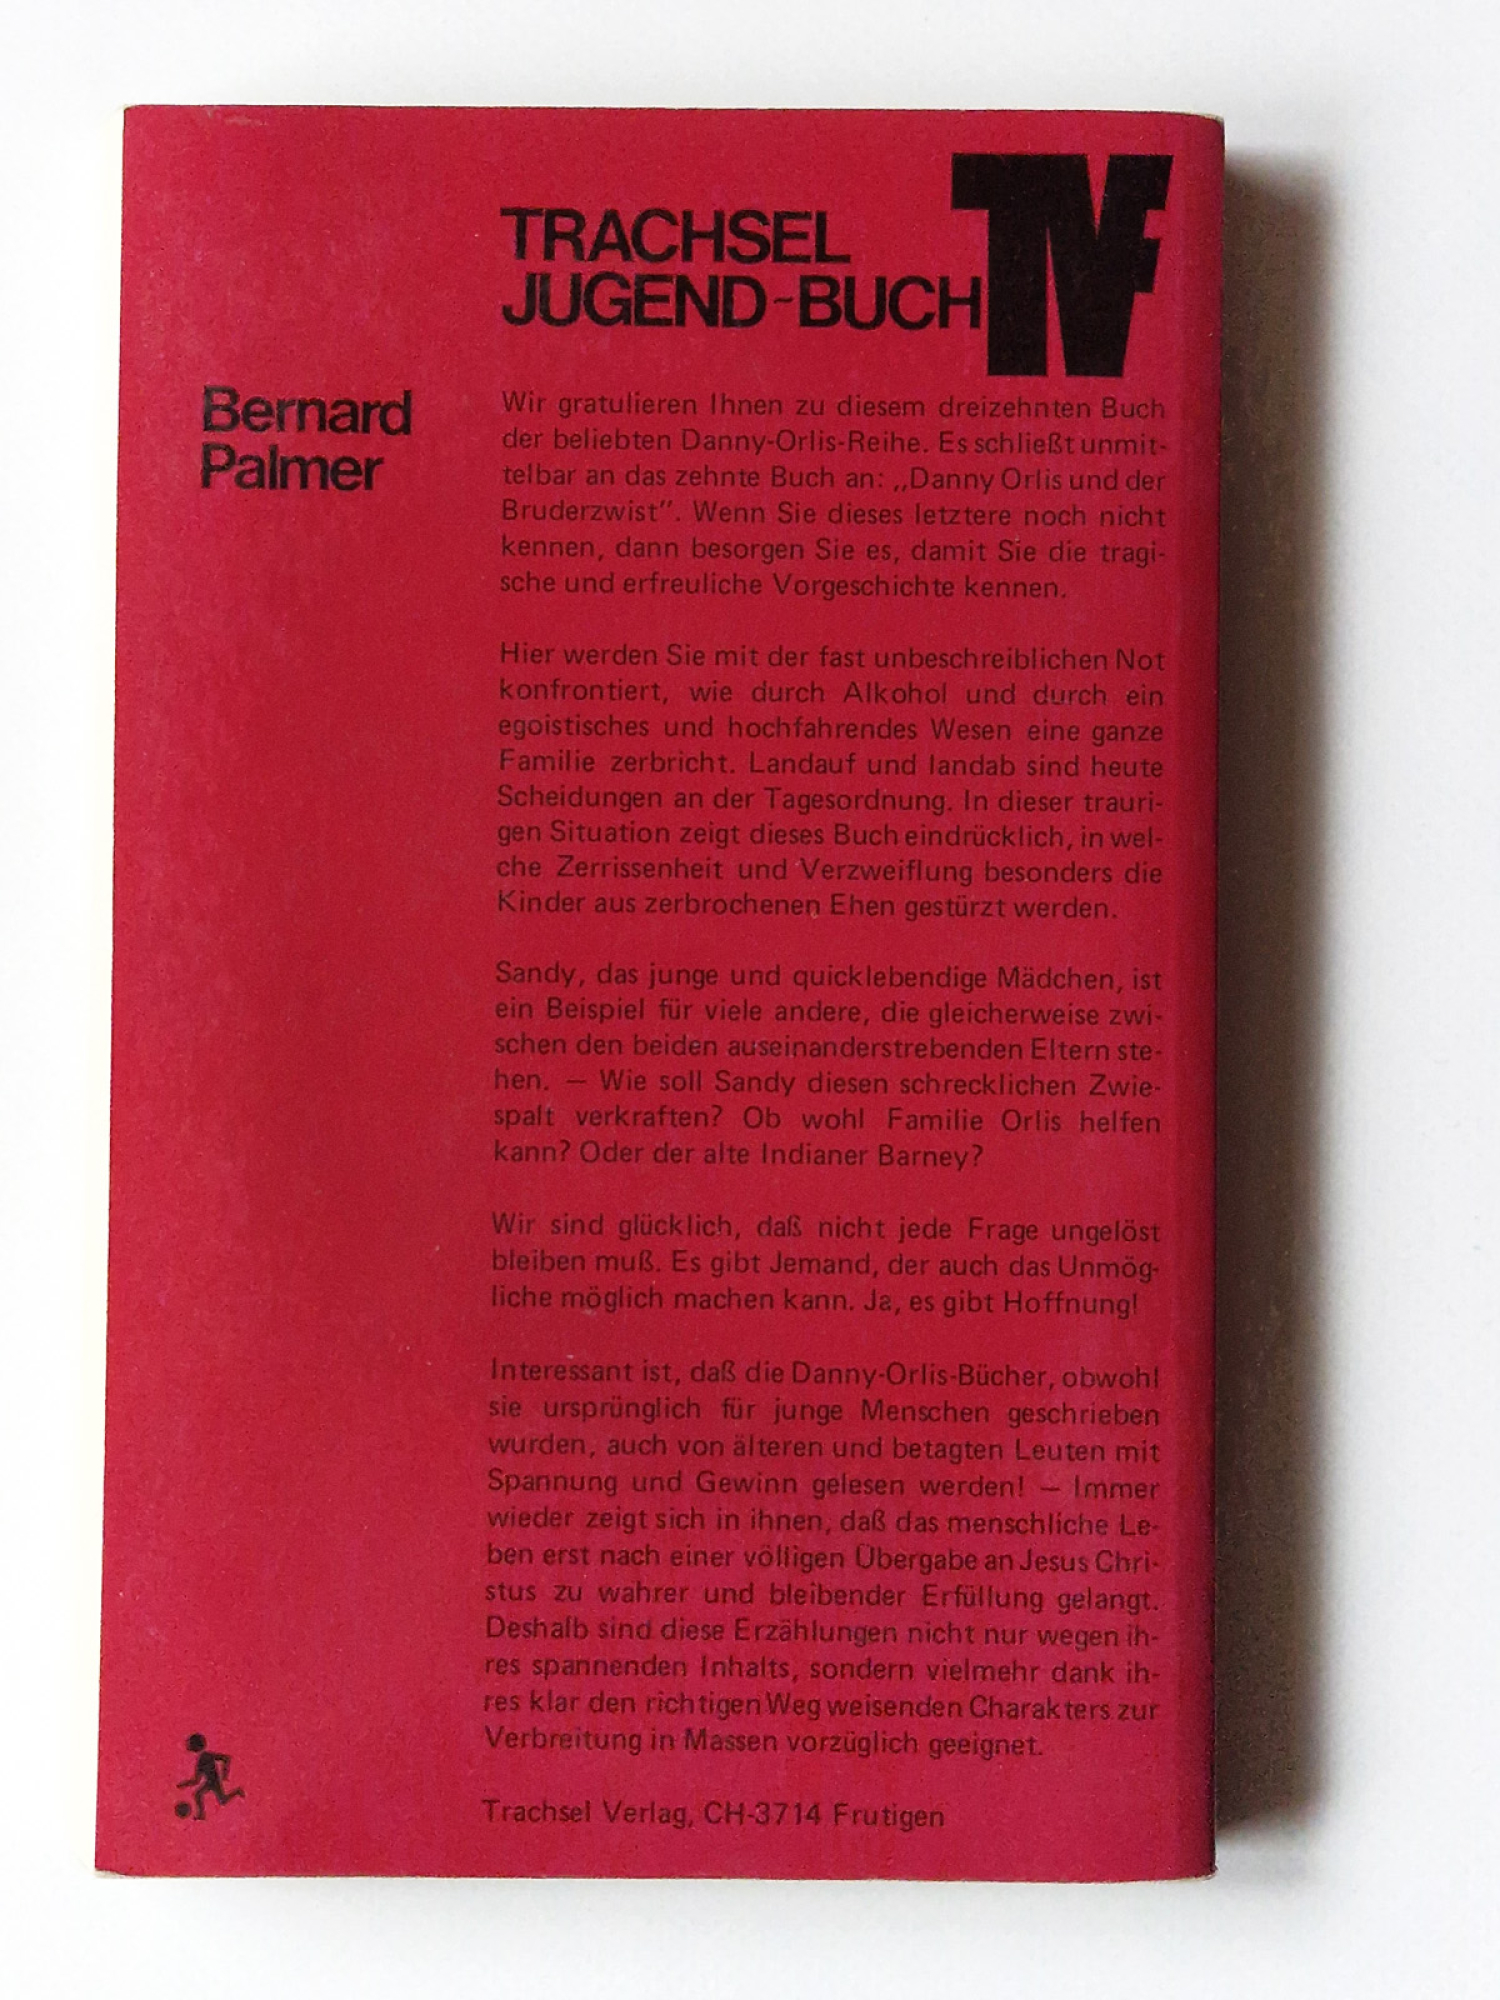 TRACHSEL
JUGEND-BUCH
TVF
Bernard
Palmer
Wir gratulieren Ihnen zu diesem dreizehnten Buch
der beliebten Danny-Orlis-Reihe. Es schließt unmit-
telbar an das zehnte Buch an: „Danny Orlis und der
Bruderzwist”. Wenn Sie dieses letztere noch nicht
kennen, dann besorgen Sie es, damit Sie die tragi-
sche und erfreuliche Vorgeschichte kennen.
Hier werden Sie mit der fast unbeschreiblichen Not
konfrontiert, wie durch Alkohol und durch ein
egoistisches und hochfahrendes Wesen eine ganze
Familie zerbricht. Landauf und landab sind heute
Scheidungen an der Tagesordnung. In dieser trauri-
gen Situation zeigt dieses Buch eindrücklich, in wel-
che Zerrissenheit und Verzweiflung besonders die
Kinder aus zerbrochenen Ehen gestürzt werden.
Sandy, das junge und quicklebendige Mädchen, ist
ein Beispiel für viele andere, die gleicherweise zwi-
schen den beiden auseinanderstrebenden Eltern ste-
hen. — Wie soll Sandy diesen schrecklichen Zwie-
spalt verkraften? Ob wohl Familie Orlis helfen
kann? Oder der alte Indianer Barney?
Wir sind glücklich, daß nicht jede Frage ungelöst
bleiben muß. Es gibt Jemand, der auch das Unmög-
liche möglich machen kann. Ja, es gibt Hoffnung!
Interessant ist, daß die Danny-Orlis-Bücher, obwohl
sie ursprünglich für junge Menschen geschrieben
wurden, auch von älteren und betagten Leuten mit
Spannung und Gewinn gelesen werden! — Immer
wieder zeigt sich in ihnen, daß das menschliche Le-
ben erst nach einer völligen Übergabe an Jesus Chri-
stus zu wahrer und bleibender Erfüllung gelangt.
Deshalb sind diese Erzählungen nicht nur wegen ih-
res spannenden Inhalts, sondern vielmehr dank ih-
res klar den richtigen Weg weisenden Charakters zur
Verbreitung in Massen vorzüglich geeignet.
Trachsel Verlag, CH-3714 Frutigen